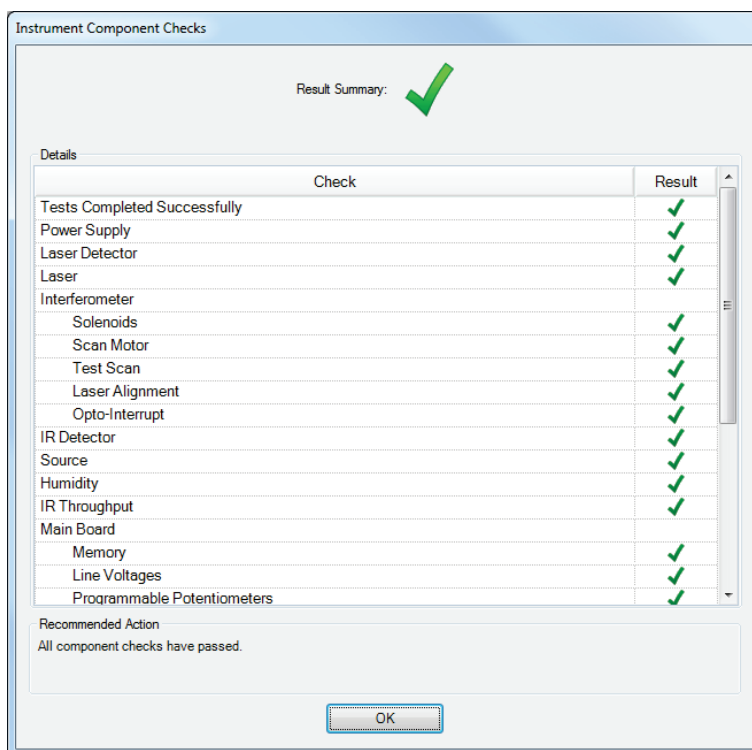 Instrument Component Checks
Result Summary:
Details
Check Result
Tests Completed Successfully
Power Supply
Laser Detector
Laser
Interferometer
Solenoids
Scan Motor
Test Scan
Laser Alignment
Opto-Interrupt
IR Detector
Source
Humidity
IR Throughput
Main Board
Memory
Line Voltages
Programmable Potentiometers
Recommended Action
All component checks have passed.
OK